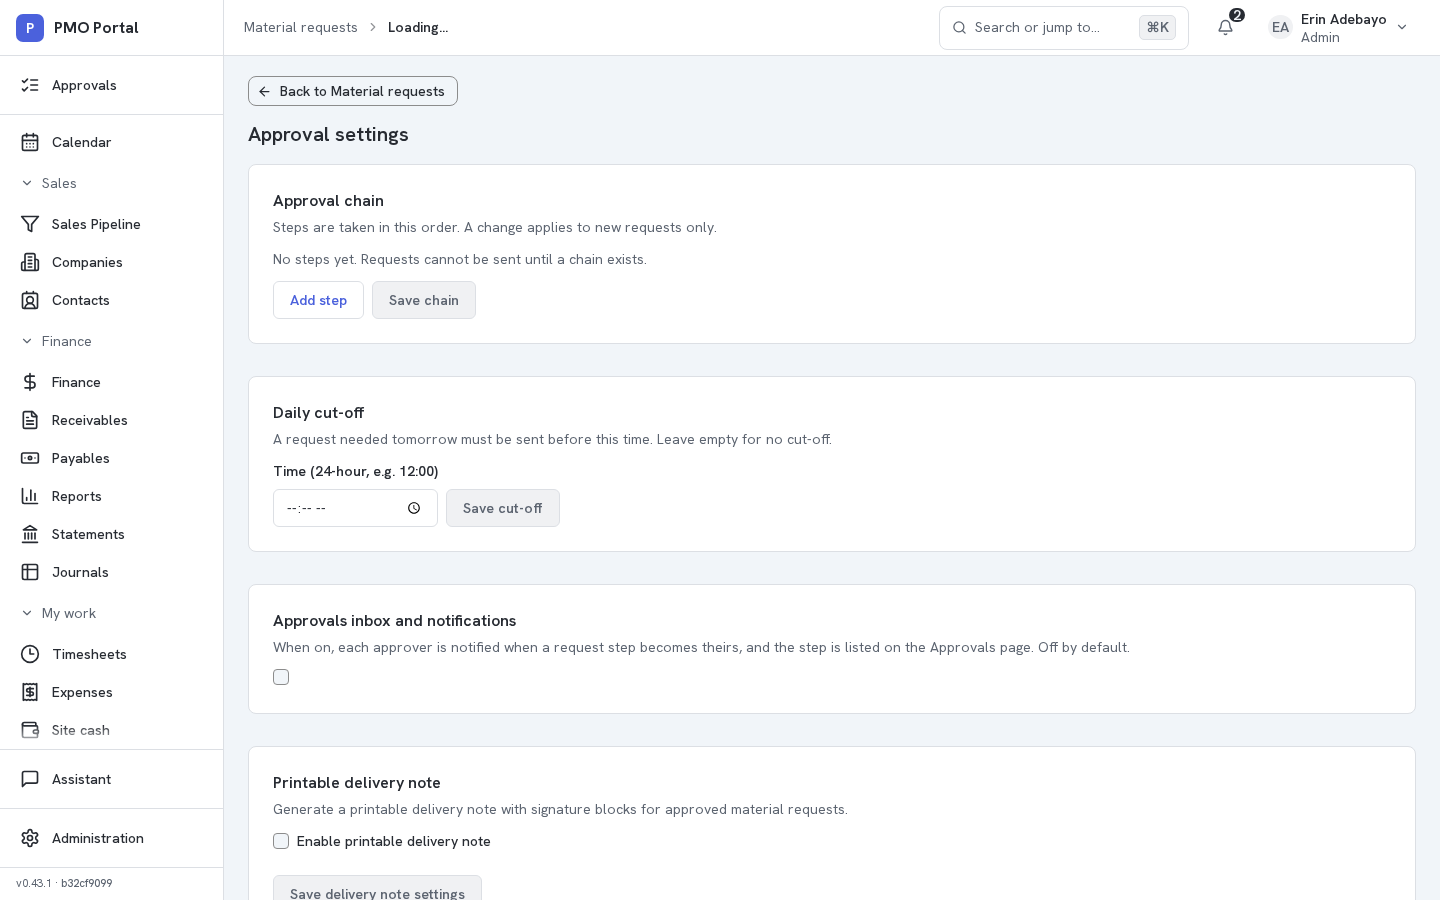 P PMO Portal
Material requests > Loading...
Search or jump to... ⌘K
2
EA
Erin Adebayo
Admin
Approvals
Calendar
Sales
Sales Pipeline
Companies
Contacts
Finance
Finance
Receivables
Payables
Reports
Statements
Journals
My work
Timesheets
Expenses
Site cash
Assistant
Administration
v0.43.1 · b32cf9099
Back to Material requests
Approval settings
Approval chain
Steps are taken in this order. A change applies to new requests only.
No steps yet. Requests cannot be sent until a chain exists.
Add step Save chain
Daily cut-off
A request needed tomorrow must be sent before this time. Leave empty for no cut-off.
Time (24-hour, e.g. 12:00)
--:-- -- Save cut-off
Approvals inbox and notifications
When on, each approver is notified when a request step becomes theirs, and the step is listed on the Approvals page. Off by default.
Printable delivery note
Generate a printable delivery note with signature blocks for approved material requests.
Enable printable delivery note
Save delivery note settings